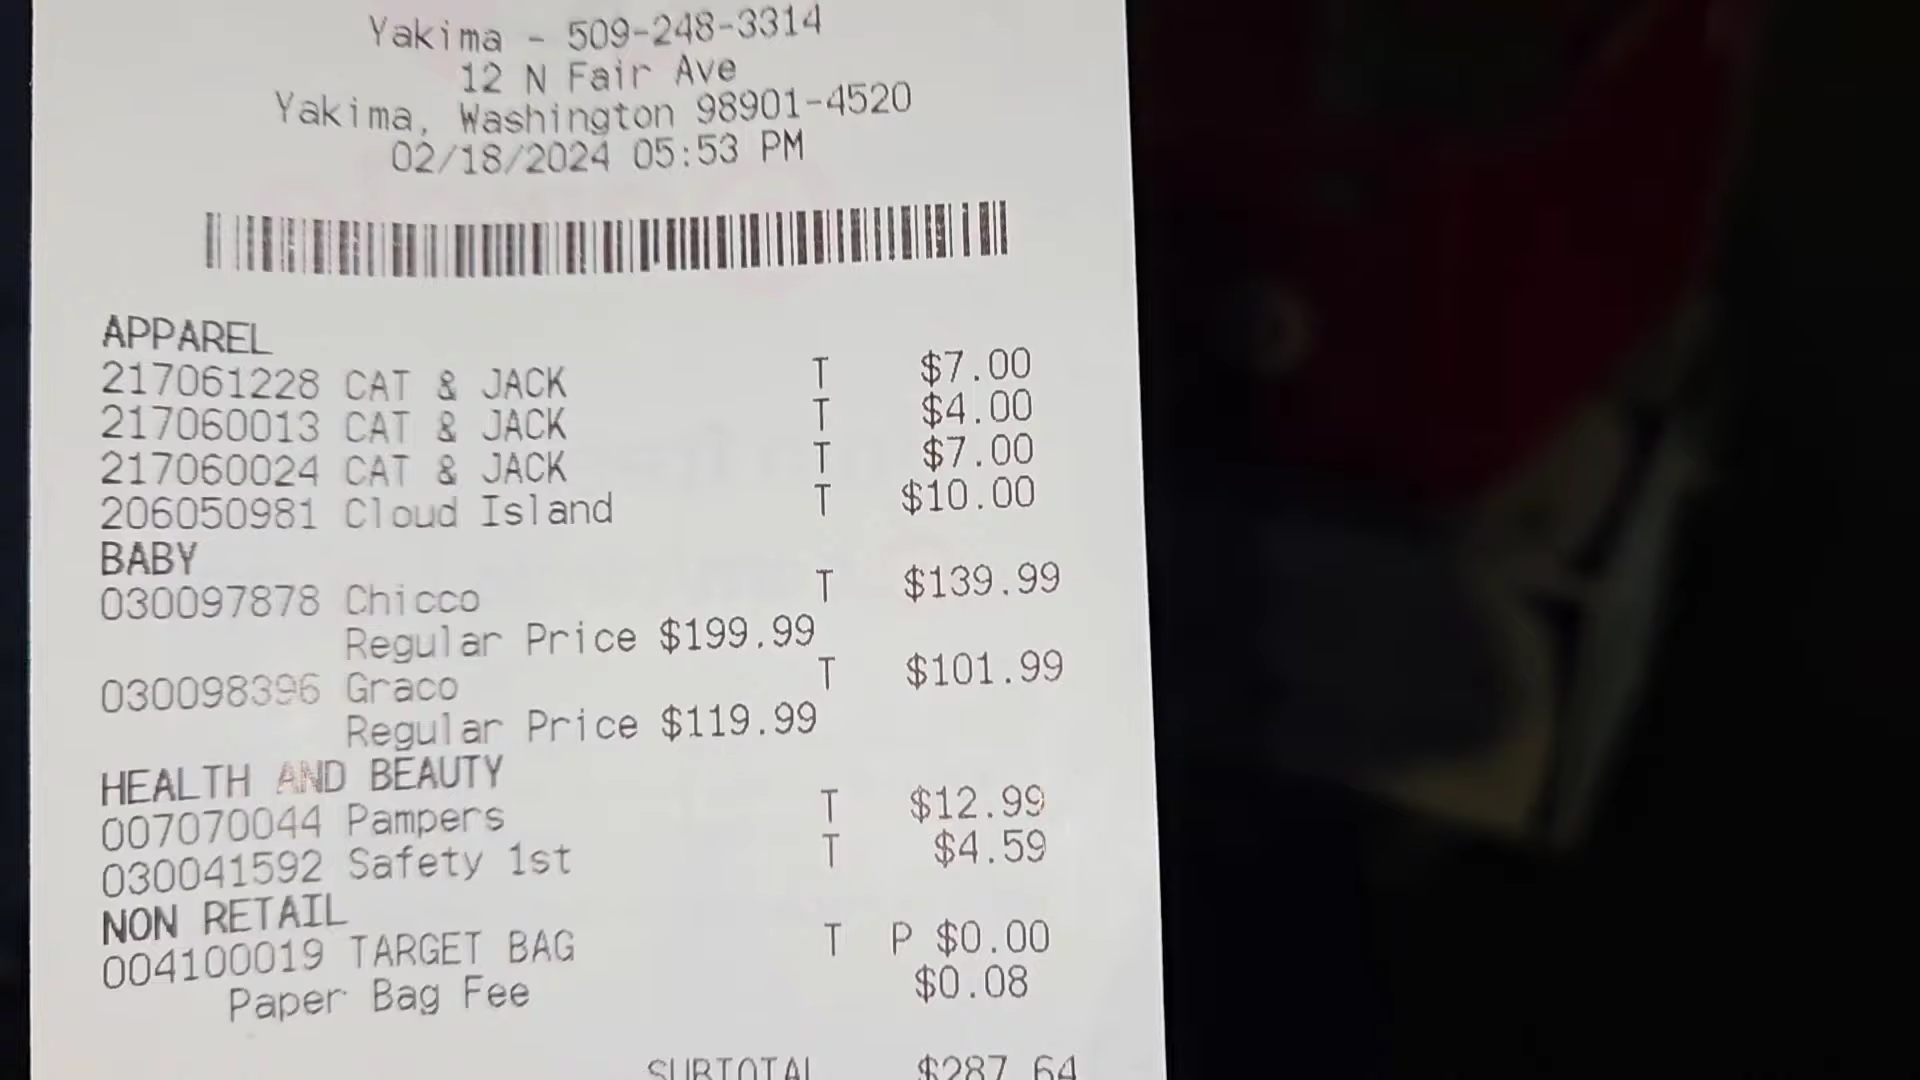 Yakima - 509-248-3314
12 N Fair Ave
Yakima, Washington 98901-4520
02/18/2024 05:53 PM
APPAREL
217061228 CAT & JACK T $7.00
217060013 CAT & JACK T $4.00
217060024 CAT & JACK T $7.00
206050981 Cloud Island T $10.00
BABY
030097878 Chicco T $139.99
Regular Price $199.99
030098396 Graco T $101.99
Regular Price $119.99
HEALTH AND BEAUTY
007070044 Pampers T $12.99
030041592 Safety 1st T $4.59
NON RETAIL
004100019 TARGET BAG T P $0.00
Paper Bag Fee $0.08
SUBTOTAL $287.64